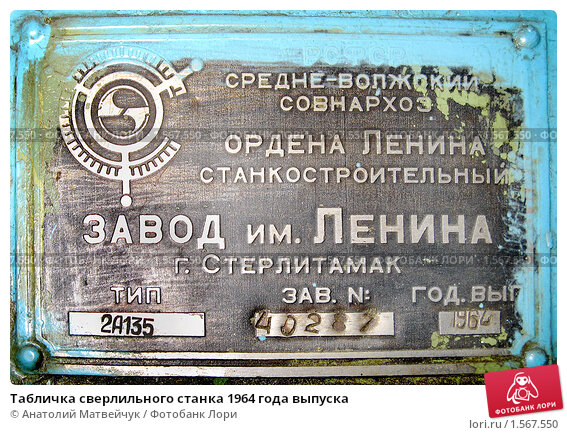 РСФСР
СРЕДНЕ-ВОЛЖСКИЙ
СОВНАРХОЗ
ОРДЕНА ЛЕНИНА
СТАНКОСТРОИТЕЛЬНЫЙ
ЗАВОД ИМ. ЛЕНИНА
Г. СТЕРЛИТАМАК
ТИП ЗАВ. N: ГОД. ВЫП
2А135 40287 1964
Табличка сверлильного станка 1964 года выпуска
© Анатолий Матвейчук / Фотобанк Лори
ФОТОБАНК ЛОРИ
lori.ru/1.567.550